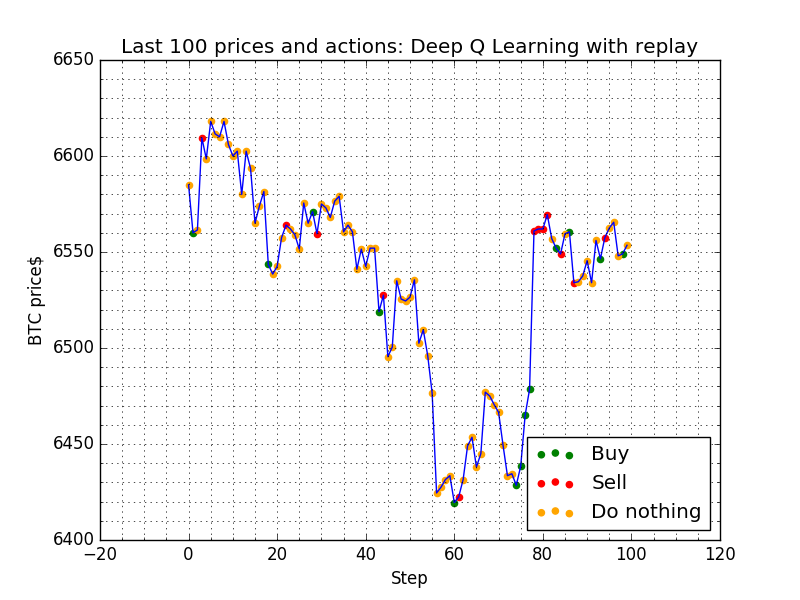 Last 100 prices and actions: Deep Q Learning with replay
6650
6600
6550
6500
6450
6400
BTC price$
Buy
Sell
Do nothing
−20 0 20 40 60 80 100 120
Step